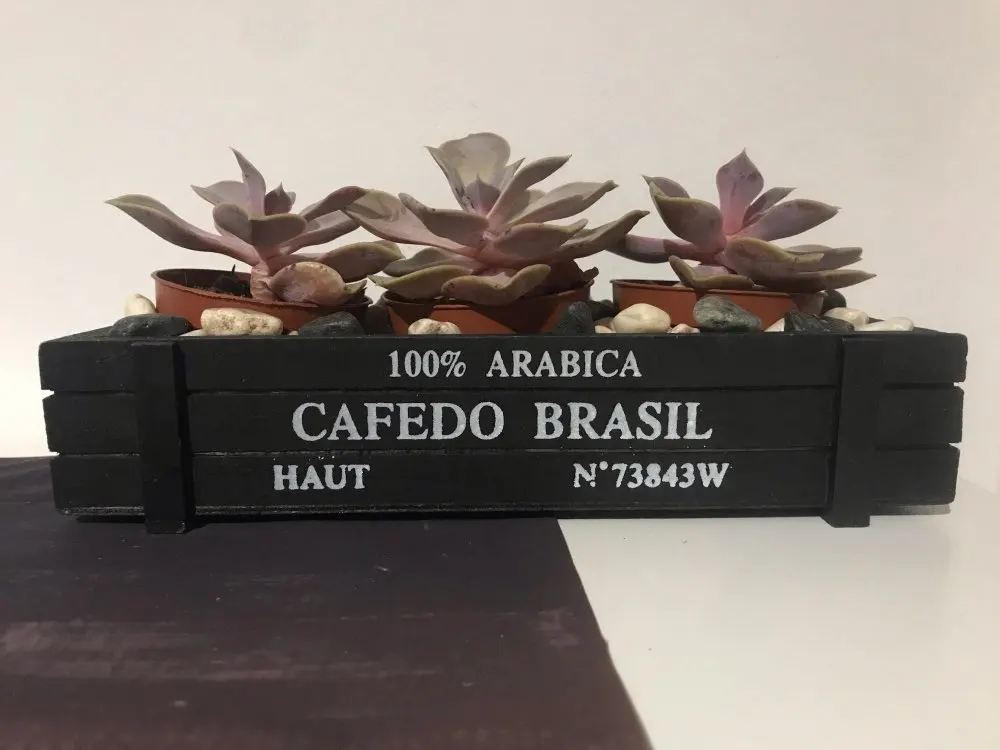 100% ARABICA
CAFEDO BRASIL
HAUT N°73843W